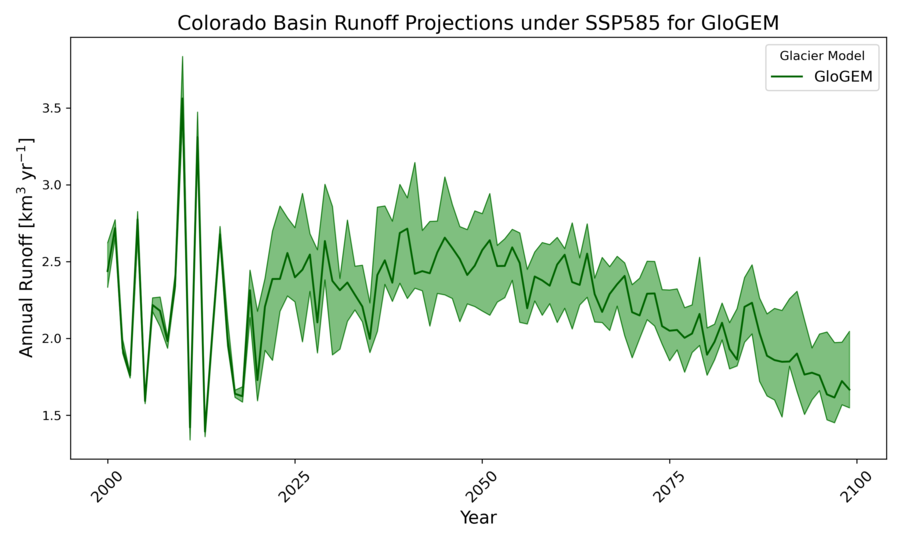 Colorado Basin Runoff Projections under SSP585 for GloGEM
Glacier Model
GloGEM
Annual Runoff [km³ yr⁻¹]
3.5
3.0
2.5
2.0
1.5
2000
2025
2050
2075
2100
Year